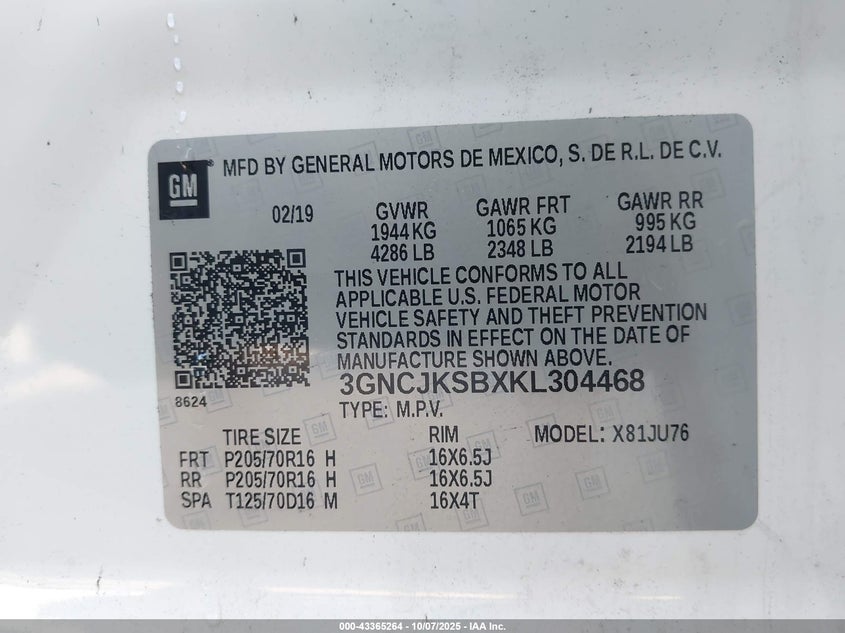 GM
MFD BY GENERAL MOTORS DE MEXICO, S. DE R.L. DE C.V.
02/19
GVWR GAWR FRT GAWR RR
1944 KG 1065 KG 995 KG
4286 LB 2348 LB 2194 LB
THIS VEHICLE CONFORMS TO ALL
APPLICABLE U.S. FEDERAL MOTOR
VEHICLE SAFETY AND THEFT PREVENTION
STANDARDS IN EFFECT ON THE DATE OF
MANUFACTURE SHOWN ABOVE.
3GNCJKSBXKL304468
8624
TYPE: M.P.V.
TIRE SIZE RIM MODEL: X81JU76
FRT P205/70R16 H 16X6.5J
RR P205/70R16 H 16X6.5J
SPA T125/70D16 M 16X4T
000-43365264 - 10/07/2025 - IAA Inc.